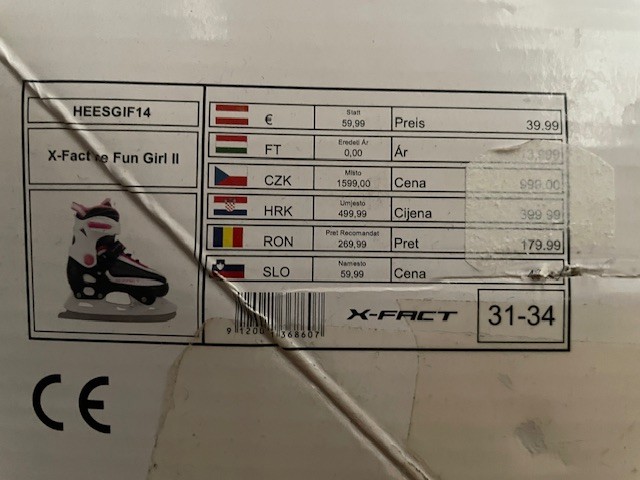 HEESGIF14
X-Fact Fun Girl II
€ Statt 59,99 Preis 39.99
FT Eredeti Ár 0,00 Ár
CZK Místo 1599,00 Cena 999.00
HRK Umjesto 499,99 Cijena 399.99
RON Pret Recomandat 269,99 Pret 179.99
SLO Namesto 59,99 Cena
X-FACT
31-34
CE